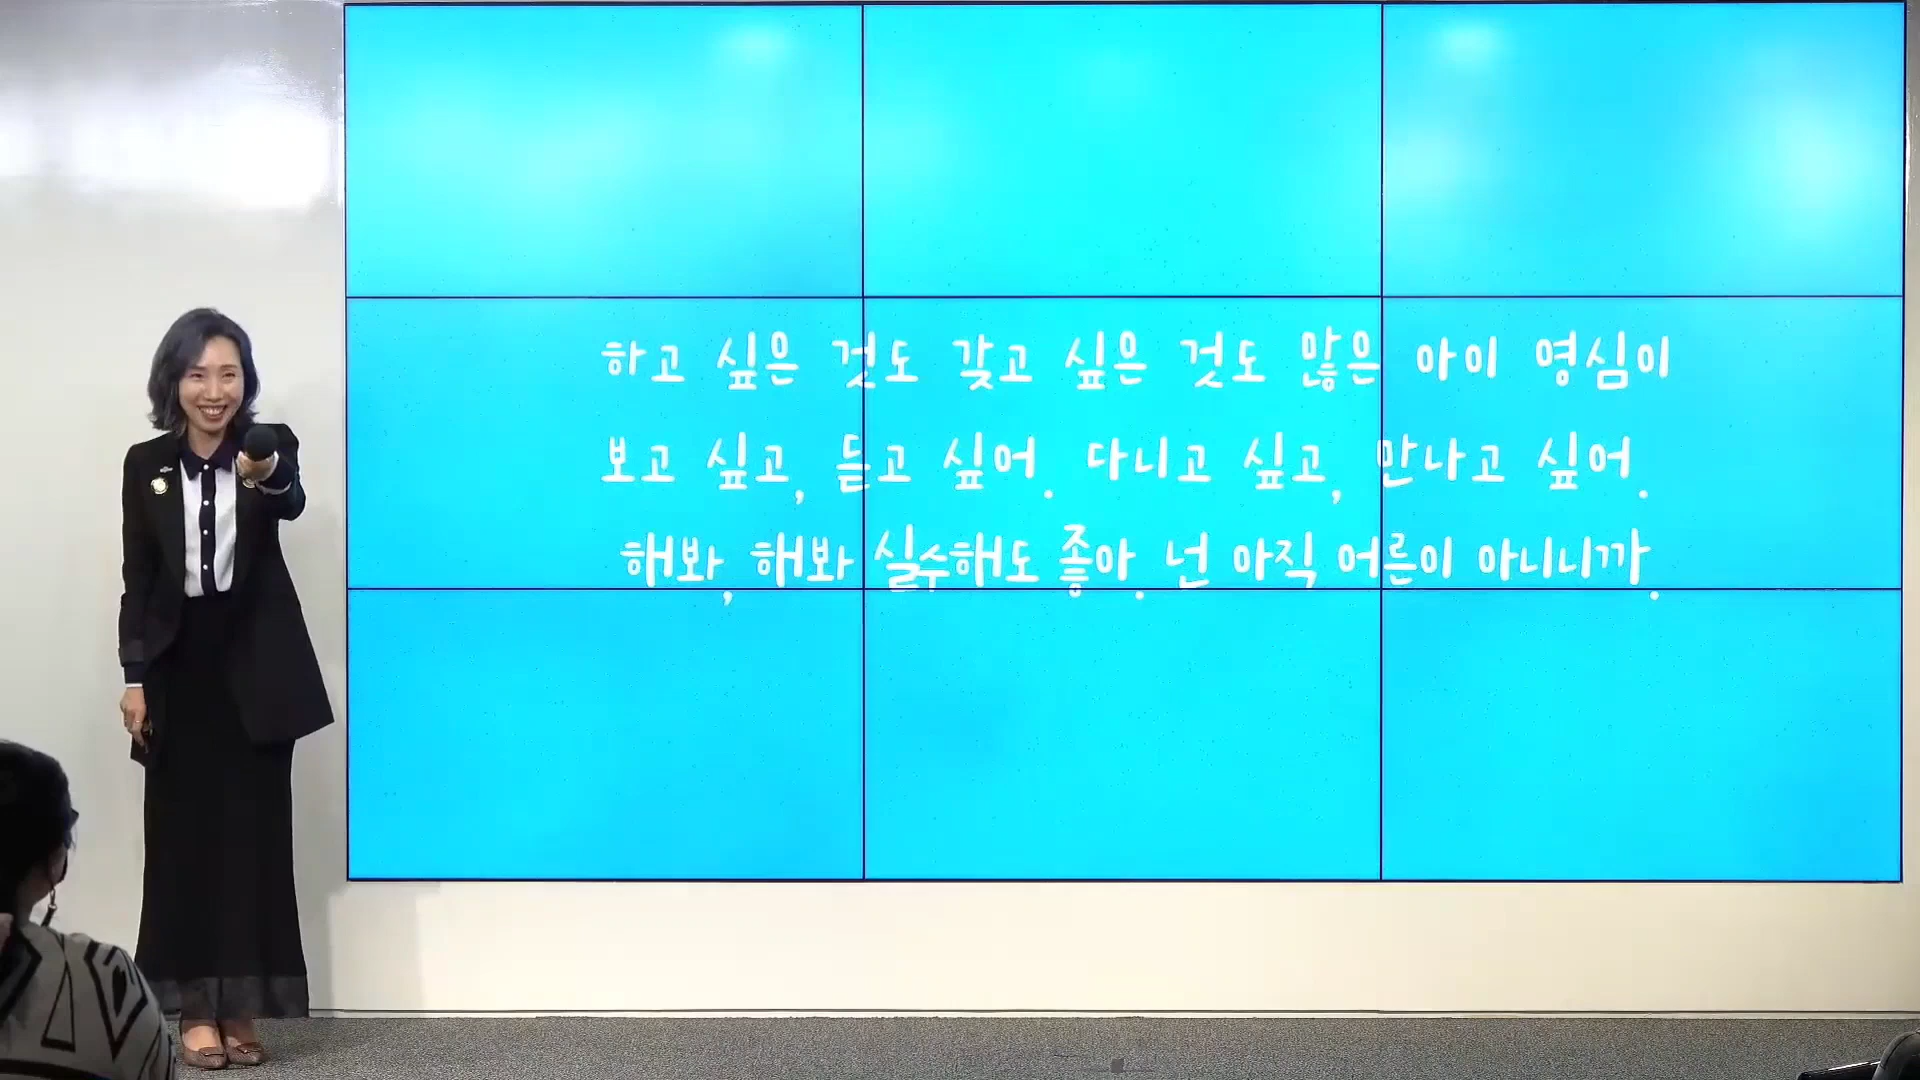 하고 싶은 것도 갖고 싶은 것도 많은 아이 영심이
보고 싶고, 듣고 싶어. 다니고 싶고, 만나고 싶어.
해봐, 해봐 실수해도 좋아. 넌 아직 어른이 아니니까.